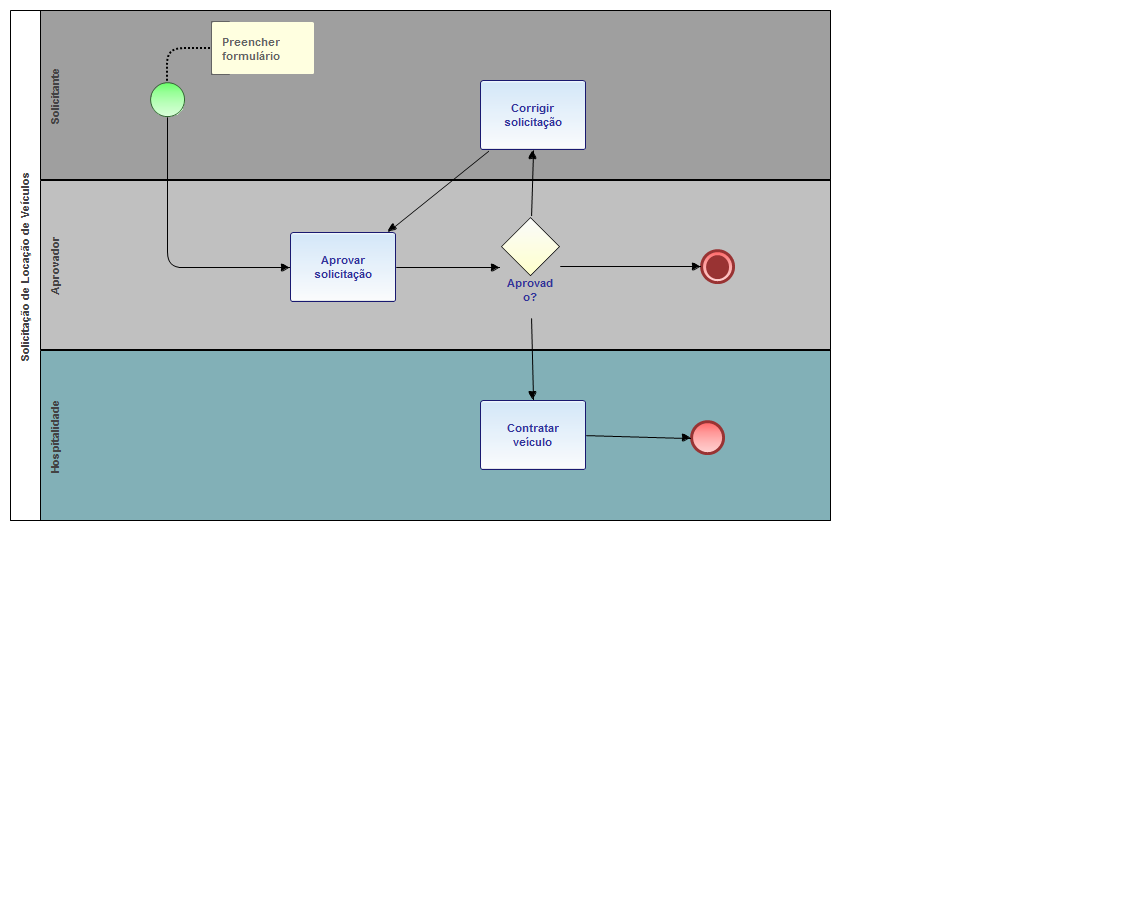 Solicitação de Locação de Veículos
Solicitante
Preencher
formulário
Corrigir
solicitação
Aprovador
Aprovar
solicitação
Aprovad
o?
Hospitalidade
Contratar
veículo